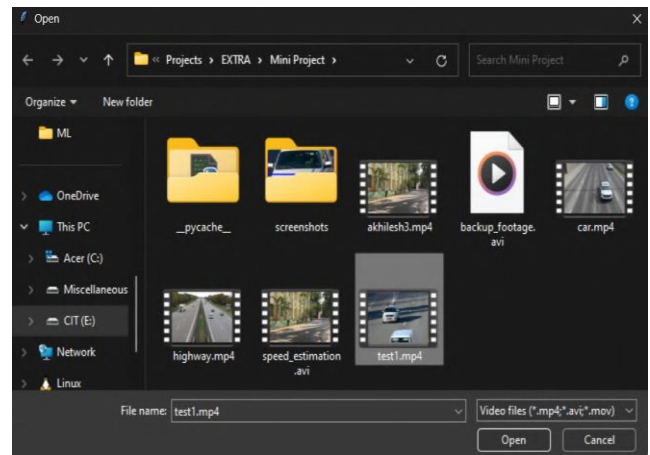 Open
Projects > EXTRA > Mini Project >
Search Mini Project
Organize
New folder
ML
OneDrive
This PC
Acer (C:)
Miscellaneous
CIT (E:)
Network
Linux
__pycache__
screenshots
akhilesh3.mp4
backup_footage.
avi
car.mp4
highway.mp4
speed_estimation
.avi
test1.mp4
File name: test1.mp4
Video files (*.mp4;*.avi;*.mov)
Open
Cancel